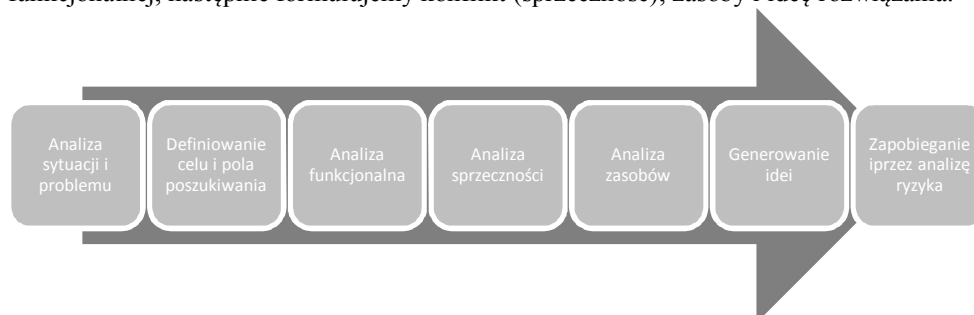 funkcjonalnej, następnie formułujemy konflikt (sprzeczność), zasoby i ideę rozwiązania.
Analiza
sytuacji i
problemu
Definiowanie
celu i pola
poszukiwania
Analiza
funkcjonalna
Analiza
sprzeczności
Analiza
zasobów
Generowanie
idei
Zapobieganie
iprzez analizę
ryzyka